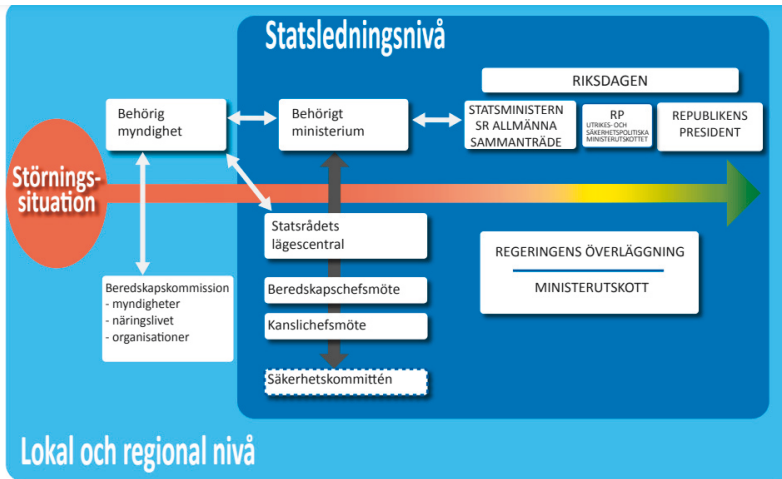 Statsledningsnivå
RIKSDAGEN
Behörig
myndighet
Behörigt
ministerium
STATSMINISTERN
SR ALLMÄNNA
SAMMANTRÄDE
RP
UTRIKES- OCH
SÄKERHETSPOLITISKA
MINISTERUTSKOTTET
REPUBLIKENS
PRESIDENT
Störnings-
situation
Statsrådets
lägescentral
REGERINGENS ÖVERLÄGGNING
MINISTERUTSKOTT
Beredskapskommission
- myndigheter
- näringslivet
- organisationer
Beredskapschefsmöte
Kanslichefsmöte
Säkerhetskommittén
Lokal och regional nivå